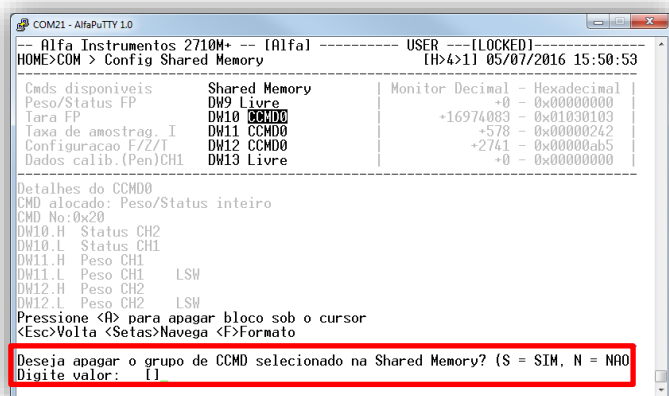 COM21 - AlfaPuTTY 1.0
-- Alfa Instrumentos 2710M+ -- [Alfa] ---------- USER ---[LOCKED]-------------
HOME>COM > Config Shared Memory [H>4>1] 05/07/2016 15:50:53
Cmds disponiveis Shared Memory | Monitor Decimal - Hexadecimal |
Peso/Status FP DW9 Livre | +0 - 0x00000000 |
Tara FP DW10 CCMD0 | +16974083 - 0x01030103 |
Taxa de amostrag. I DW11 CCMD0 | +578 - 0x00000242 |
Configuracao F/Z/T DW12 CCMD0 | +2741 - 0x00000ab5 |
Dados calib.(Pen)CH1 DW13 Livre | +0 - 0x00000000 |
Detalhes do CCMD0
CMD alocado: Peso/Status inteiro
CMD No:0x20
DW10.H Status CH2
DW10.L Status CH1
DW11.H Peso CH1
DW11.L Peso CH1 LSW
DW12.H Peso CH2
DW12.L Peso CH2 LSW
Pressione <A> para apagar bloco sob o cursor
<Esc>Volta <Setas>Navega <F>Formato
Deseja apagar o grupo de CCMD selecionado na Shared Memory? (S = SIM, N = NAO
Digite valor: []